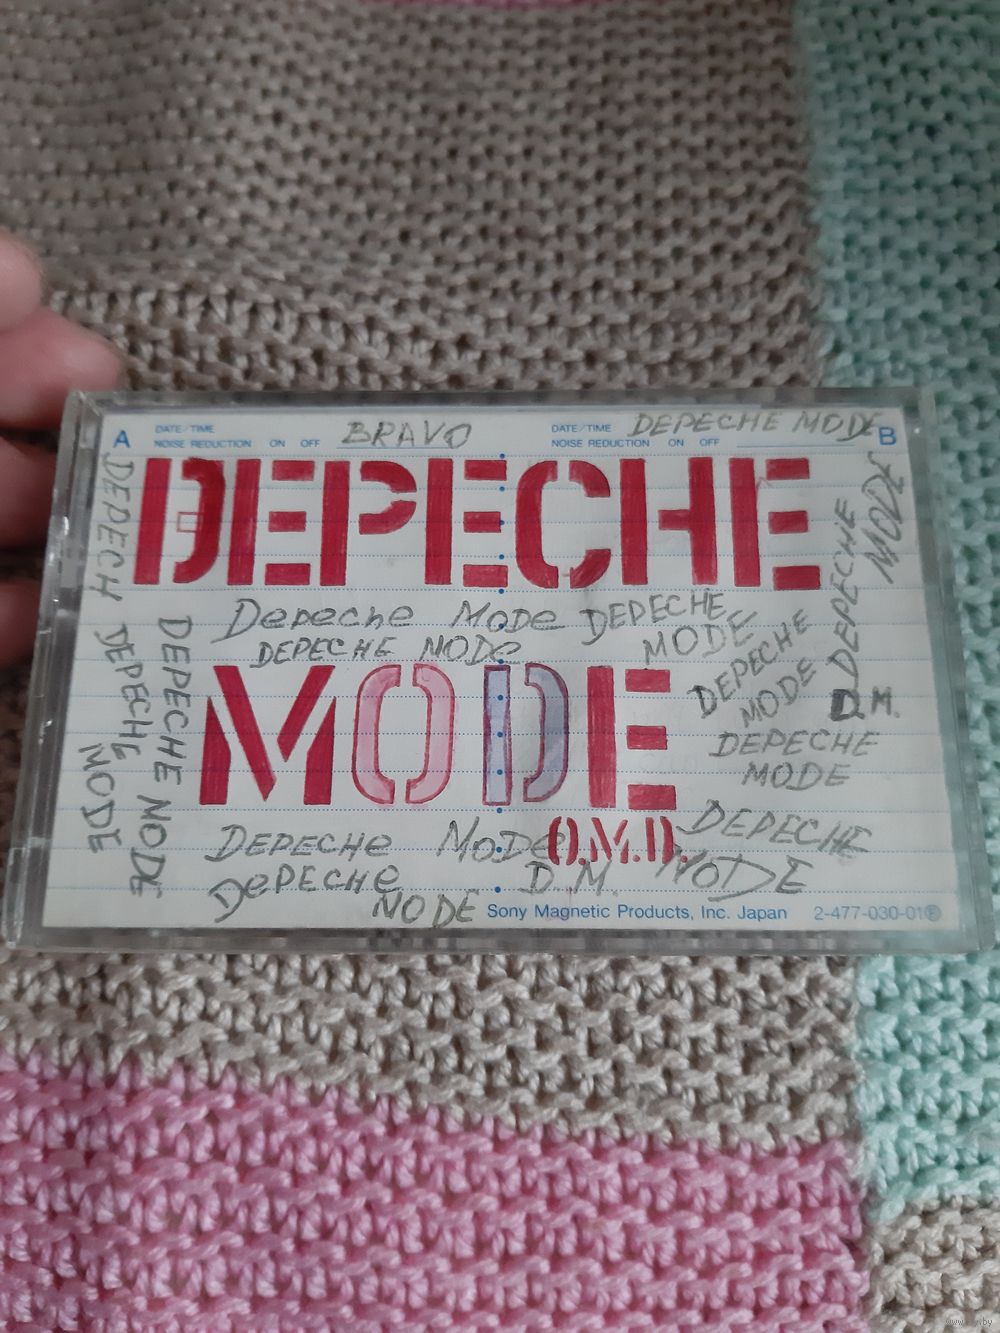 A DATE/TIME
NOISE REDUCTION ON OFF BRAVO
DATE/TIME DEPECHE MODE
NOISE REDUCTION ON OFF B
DEPECHE
DEPECH
MODE
DEPECHE
Depeche Mode
DEPECHE
MODE
DEPECHE MODe
DEPECHE
MODE
D.M.
DEPECHE
MODE
MODE
DEPECHE MODE
DEPECHE
MODE
DEPECHE MODe
O.M.D.
DEPECHE
MODE
DePECHe
MODE
D.M.
Sony Magnetic Products, Inc. Japan 2-477-030-01Ⓔ